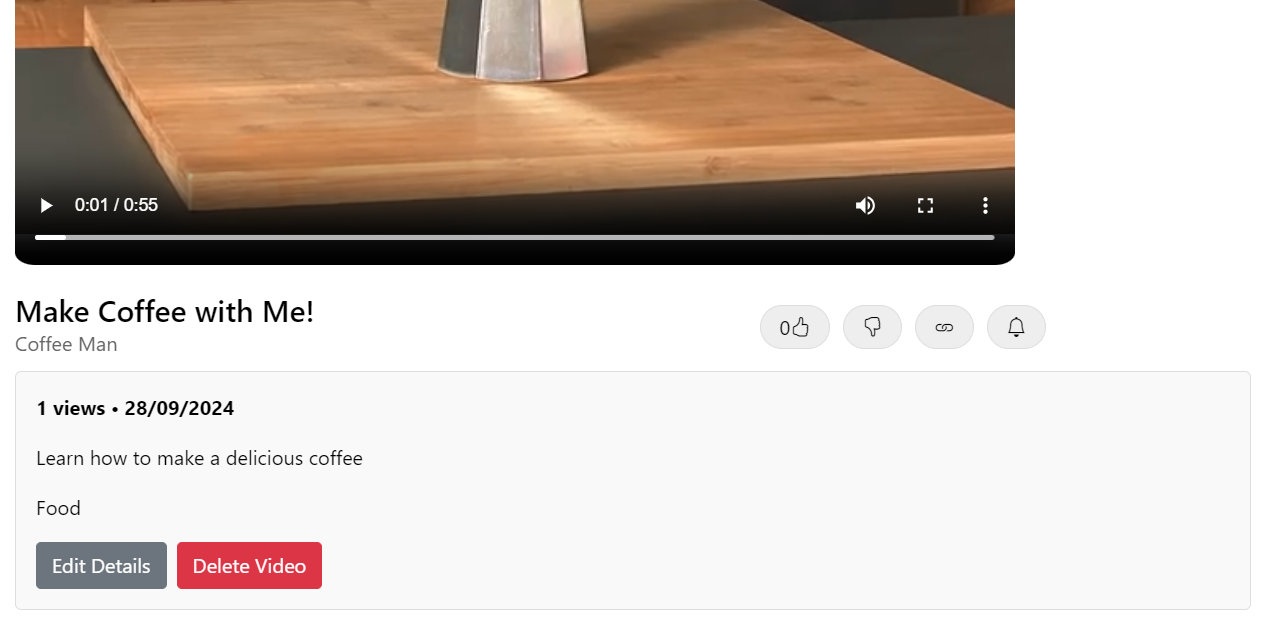 0:01 / 0:55
Make Coffee with Me!
Coffee Man
0
1 views • 28/09/2024
Learn how to make a delicious coffee
Food
Edit Details Delete Video